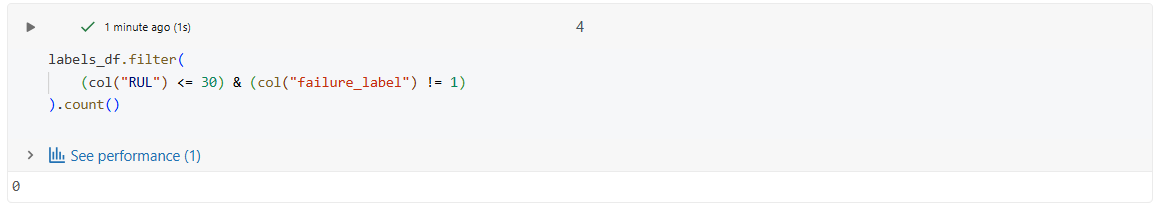 1 minute ago (1s)
4
labels_df.filter(
(col("RUL") <= 30) & (col("failure_label") != 1)
).count()
See performance (1)
0